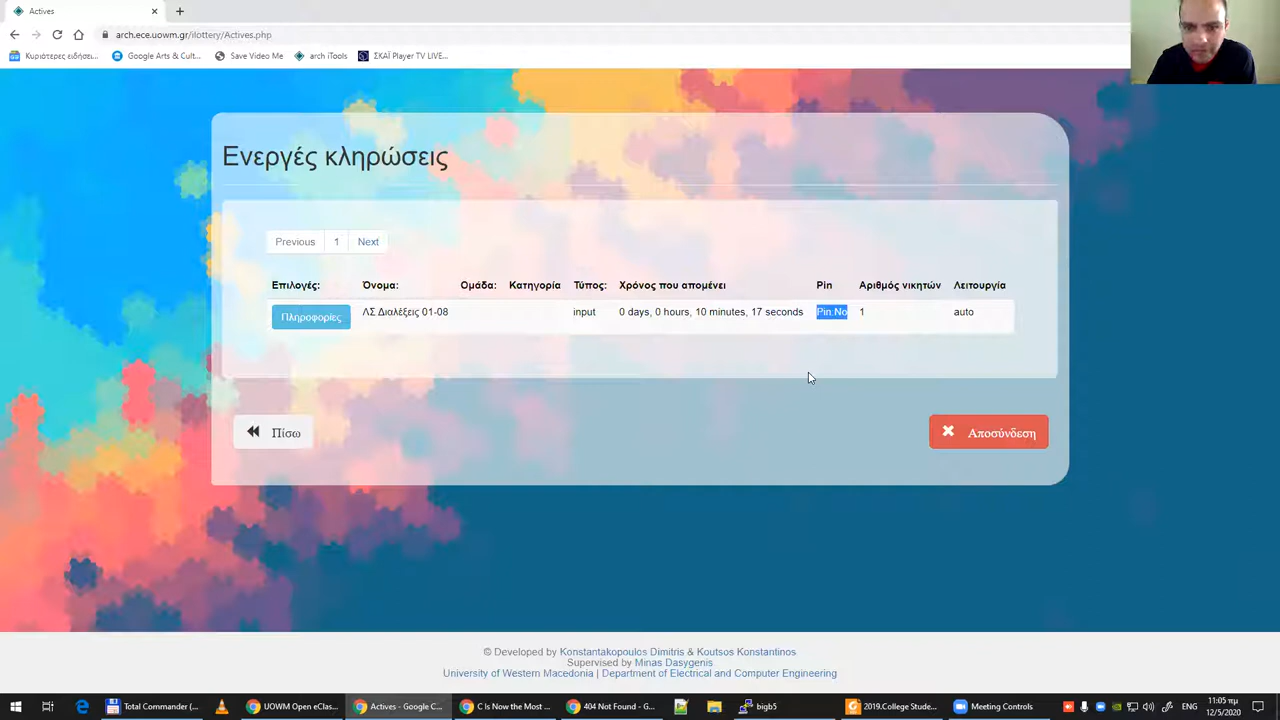 Actives
arch.ece.uowm.gr/ilottery/Actives.php
Κυριότερες ειδήσει...
Google Arts & Cult...
Save Video Me
arch iTools
ΣΚΑΪ Player TV LIVE...
Ενεργές κληρώσεις
Previous 1 Next
Επιλογές: Όνομα: Ομάδα: Κατηγορία Τύπος: Χρόνος που απομένει Pin Αριθμός νικητών Λειτουργία
Πληροφορίες ΛΣ Διαλέξεις 01-08 input 0 days, 0 hours, 10 minutes, 17 seconds Pin:No 1 auto
Πίσω
Αποσύνδεση
© Developed by Konstantakopoulos Dimitris & Koutsos Konstantinos
Supervised by Minas Dasygenis
University of Western Macedonia | Department of Electrical and Computer Engineering
Total Commander (...
UOWM Open eClas...
Actives - Google C...
C Is Now the Most ...
404 Not Found - G...
bigb5
2019.College Stude...
Meeting Controls
ENG
11:05 πμ
12/5/2020